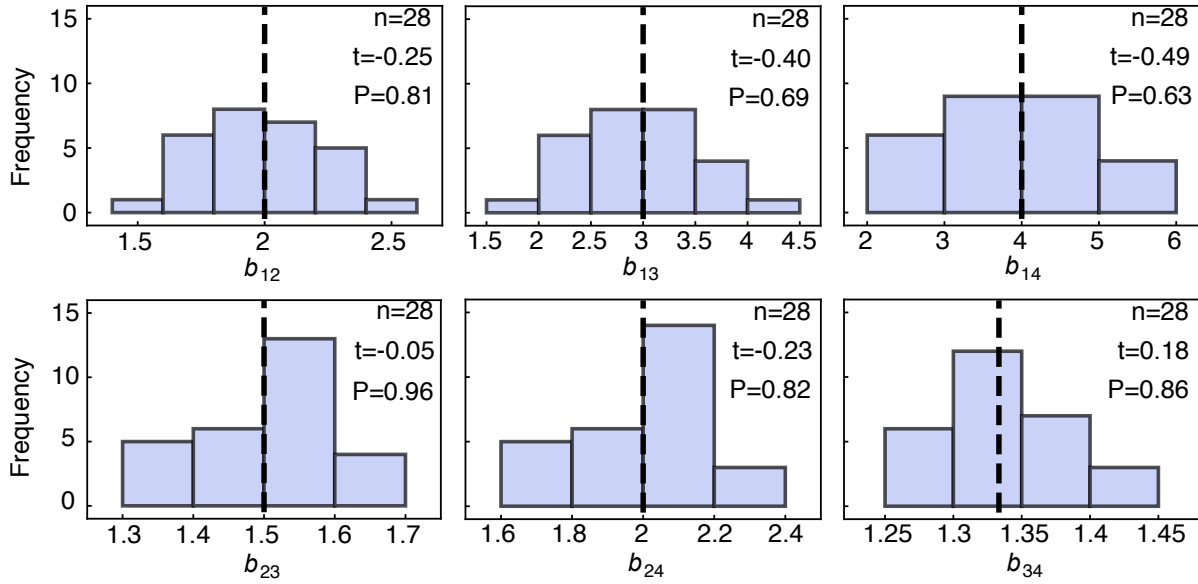 n=28
t=-0.25
P=0.81
15
10
5
0
Frequency
1.5
2
2.5
b12
n=28
t=-0.40
P=0.69
1.5
2
2.5
3
3.5
4
4.5
b13
n=28
t=-0.49
P=0.63
2
3
4
5
6
b14
n=28
t=-0.05
P=0.96
15
10
5
0
Frequency
1.3
1.4
1.5
1.6
1.7
b23
n=28
t=-0.23
P=0.82
1.6
1.8
2
2.2
2.4
b24
n=28
t=0.18
P=0.86
1.25
1.3
1.35
1.4
1.45
b34